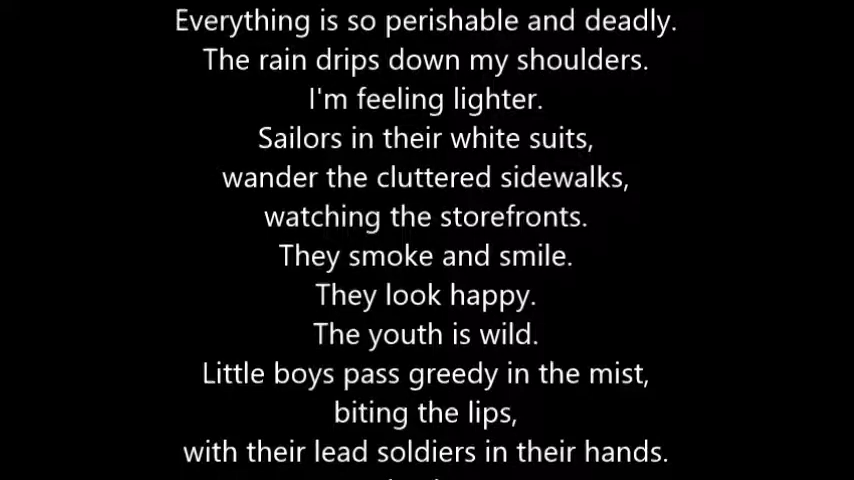 Everything is so perishable and deadly.
The rain drips down my shoulders.
I'm feeling lighter.
Sailors in their white suits,
wander the cluttered sidewalks,
watching the storefronts.
They smoke and smile.
They look happy.
The youth is wild.
Little boys pass greedy in the mist,
biting the lips,
with their lead soldiers in their hands.